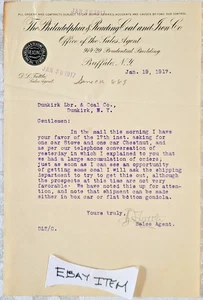 The Philadelphia & Reading Coal and Iron Co.
Office of the Sales Agent
Prudential Building
Buffalo, N.Y.
Sales Agent
Jan. 19, 1917.
Dunkirk Lbr. & Coal Co.,
Dunkirk, N. Y.
Gentlemen:
In the mail this morning I have
your favor of the 17th inst. asking for
one car Stove and one car Chestnut, and
as per our telephone conversation of
yesterday in which I explained to you that
we had a large accumulation of orders,
just as soon as I can see an opportunity
of getting some coal I will ask the shipping
department to try to get this out, although
the prospects at this time are not very
favorable. We have noted this up for atten-
tion, and note that shipment can be made
either in box car or flat bottom gondola.
Yours truly,
Sales Agent.
EBAY ITEM